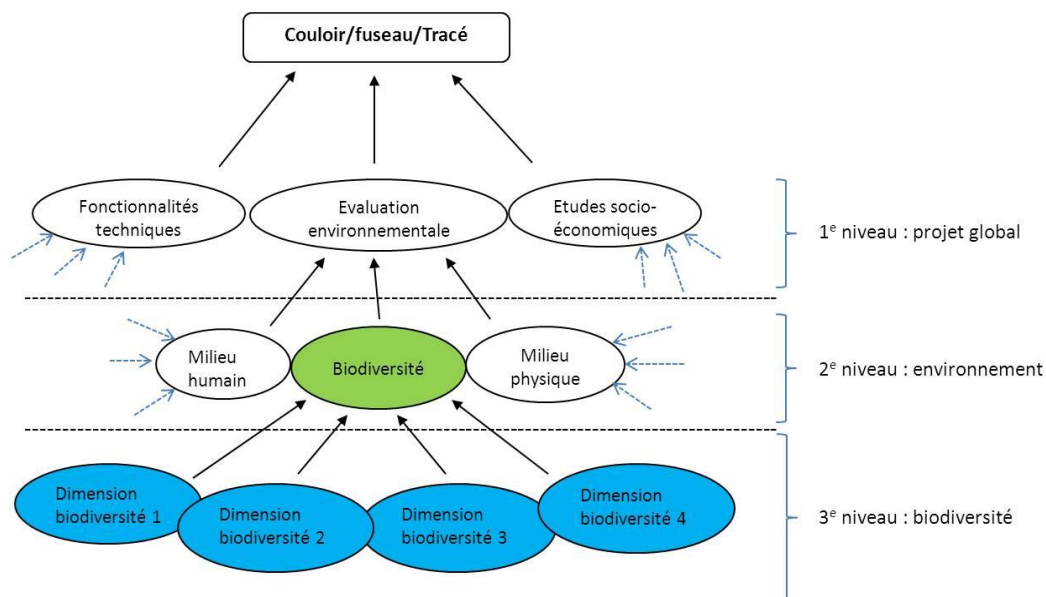 Couloir/fuseau/Tracé
Fonctionnalités
techniques
Evaluation
environnementale
Etudes socio-
économiques
1e niveau : projet global
Milieu
humain
Biodiversité
Milieu
physique
2e niveau : environnement
Dimension
biodiversité 1
Dimension
biodiversité 2
Dimension
biodiversité 3
Dimension
biodiversité 4
3e niveau : biodiversité